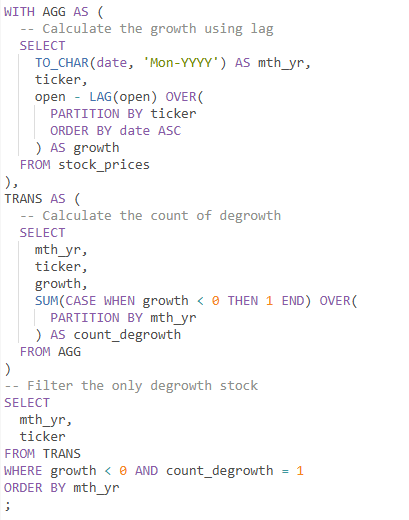 WITH AGG AS (
  -- Calculate the growth using lag
  SELECT
    TO_CHAR(date, 'Mon-YYYY') AS mth_yr,
    ticker,
    open - LAG(open) OVER(
      PARTITION BY ticker
      ORDER BY date ASC
    ) AS growth
  FROM stock_prices
),
TRANS AS (
  -- Calculate the count of degrowth
  SELECT
    mth_yr,
    ticker,
    growth,
    SUM(CASE WHEN growth < 0 THEN 1 END) OVER(
      PARTITION BY mth_yr
    ) AS count_degrowth
  FROM AGG
)
-- Filter the only degrowth stock
SELECT
  mth_yr,
  ticker
FROM TRANS
WHERE growth < 0 AND count_degrowth = 1
ORDER BY mth_yr
;